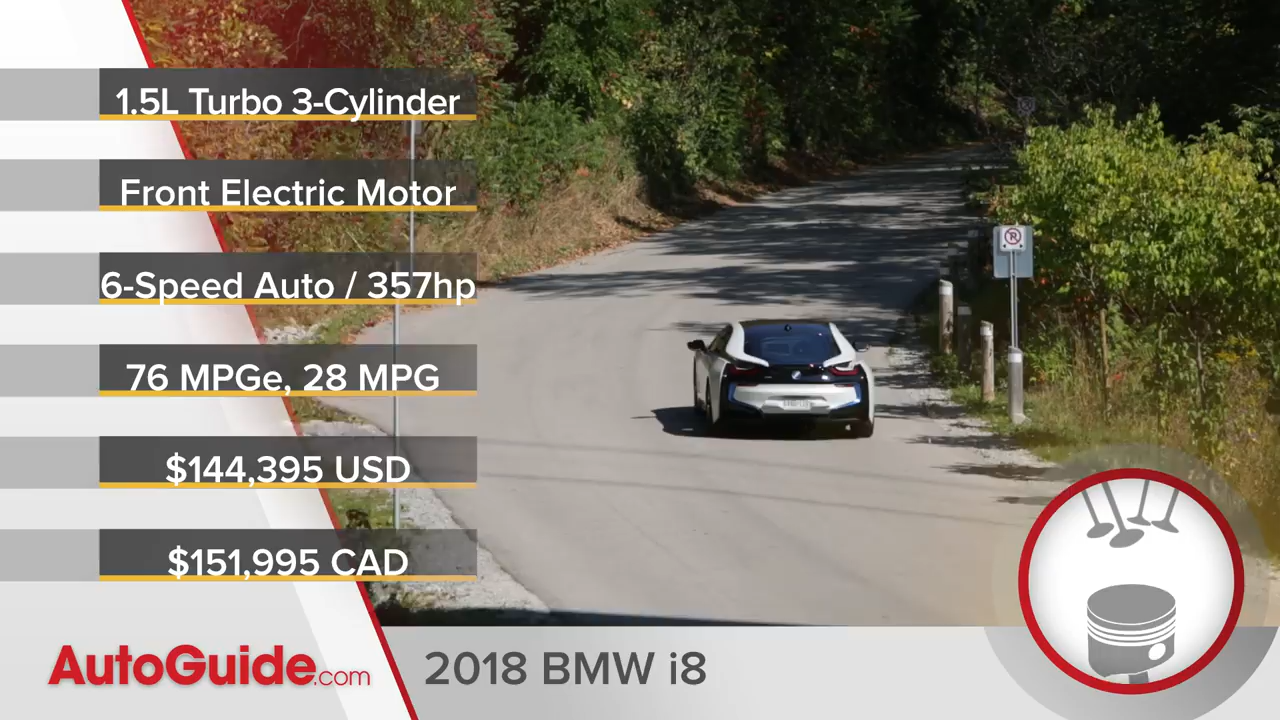 1.5L Turbo 3-Cylinder
Front Electric Motor
6-Speed Auto / 357hp
76 MPGe, 28 MPG
$144,395 USD
$151,995 CAD
AutoGuide.com
2018 BMW i8